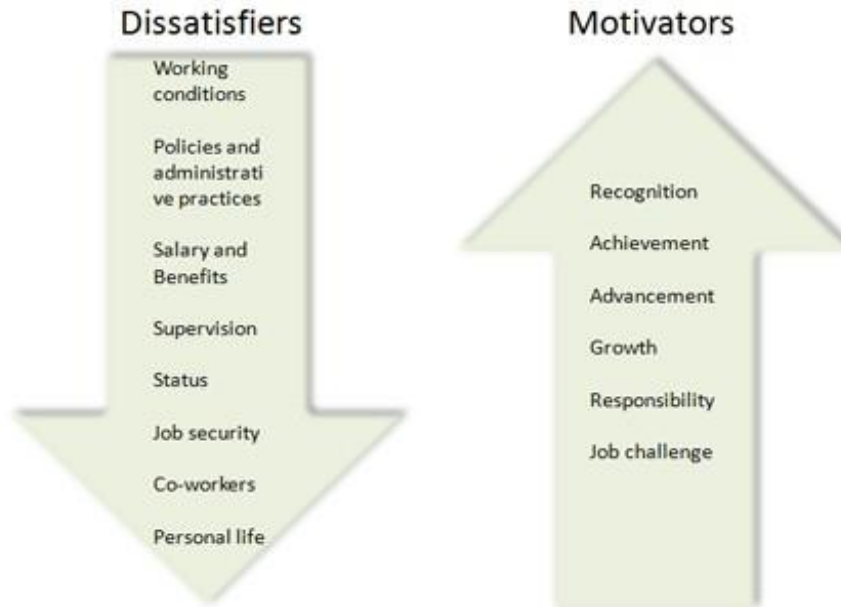 Dissatisfiers
Working
conditions
Policies and
administrati
ve practices
Salary and
Benefits
Supervision
Status
Job security
Co-workers
Personal life
Motivators
Recognition
Achievement
Advancement
Growth
Responsibility
Job challenge